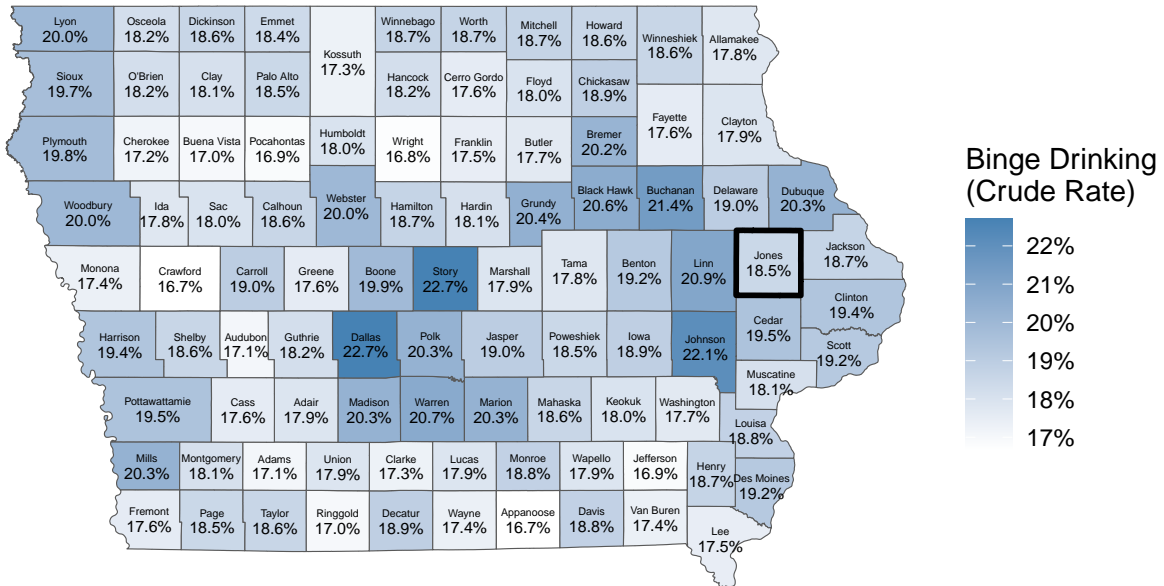 Lyon
20.0%
Osceola
18.2%
Dickinson
18.6%
Emmet
18.4%
Kossuth
17.3%
Winnebago
18.7%
Worth
18.7%
Mitchell
18.7%
Howard
18.6%
Winneshiek
18.6%
Allamakee
17.8%
Sioux
19.7%
O'Brien
18.2%
Clay
18.1%
Palo Alto
18.5%
Hancock
18.2%
Cerro Gordo
17.6%
Floyd
18.0%
Chickasaw
18.9%
Fayette
17.6%
Clayton
17.9%
Plymouth
19.8%
Cherokee
17.2%
Buena Vista
17.0%
Pocahontas
16.9%
Humboldt
18.0%
Wright
16.8%
Franklin
17.5%
Butler
17.7%
Bremer
20.2%
Woodbury
20.0%
Ida
17.8%
Sac
18.0%
Calhoun
18.6%
Webster
20.0%
Hamilton
18.7%
Hardin
18.1%
Grundy
20.4%
Black Hawk
20.6%
Buchanan
21.4%
Delaware
19.0%
Dubuque
20.3%
Monona
17.4%
Crawford
16.7%
Carroll
19.0%
Greene
17.6%
Boone
19.9%
Story
22.7%
Marshall
17.9%
Tama
17.8%
Benton
19.2%
Linn
20.9%
Jones
18.5%
Jackson
18.7%
Clinton
19.4%
Harrison
19.4%
Shelby
18.6%
Audubon
17.1%
Guthrie
18.2%
Dallas
22.7%
Polk
20.3%
Jasper
19.0%
Poweshiek
18.5%
Iowa
18.9%
Johnson
22.1%
Cedar
19.5%
Scott
19.2%
Muscatine
18.1%
Pottawattamie
19.5%
Cass
17.6%
Adair
17.9%
Madison
20.3%
Warren
20.7%
Marion
20.3%
Mahaska
18.6%
Keokuk
18.0%
Washington
17.7%
Louisa
18.8%
Mills
20.3%
Montgomery
18.1%
Adams
17.1%
Union
17.9%
Clarke
17.3%
Lucas
17.9%
Monroe
18.8%
Wapello
17.9%
Jefferson
16.9%
Henry
18.7%
Des Moines
19.2%
Fremont
17.6%
Page
18.5%
Taylor
18.6%
Ringgold
17.0%
Decatur
18.9%
Wayne
17.4%
Appanoose
16.7%
Davis
18.8%
Van Buren
17.4%
Lee
17.5%
Binge Drinking
(Crude Rate)
22%
21%
20%
19%
18%
17%